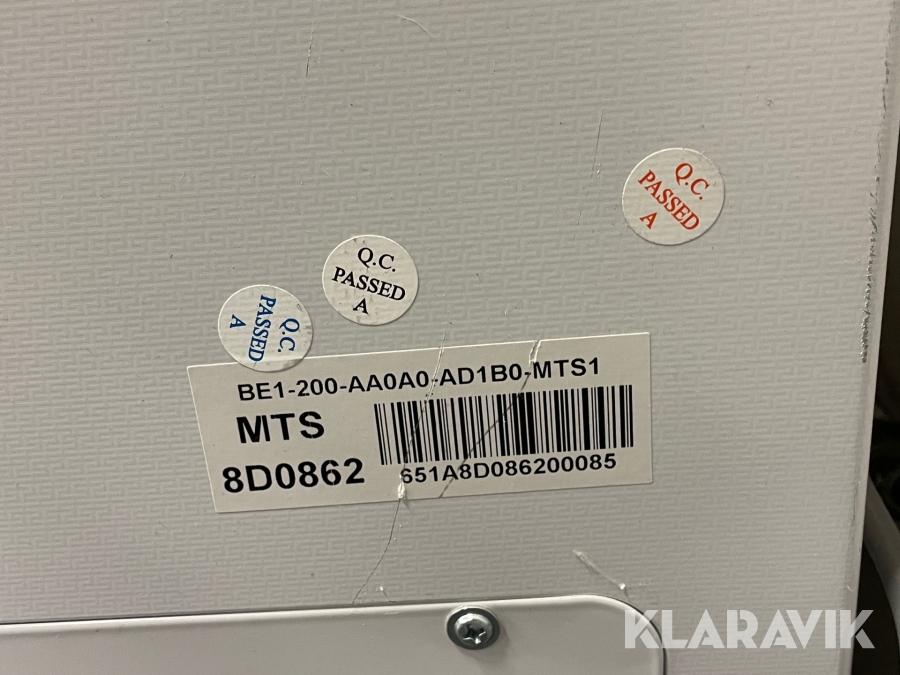 Q.C.
PASSED
A
Q.C.
PASSED
A
Q.C.
PASSED
A
BE1-200-AA0A0-AD1B0-MTS1
MTS
8D0862
651A8D086200085
KLARAVIK